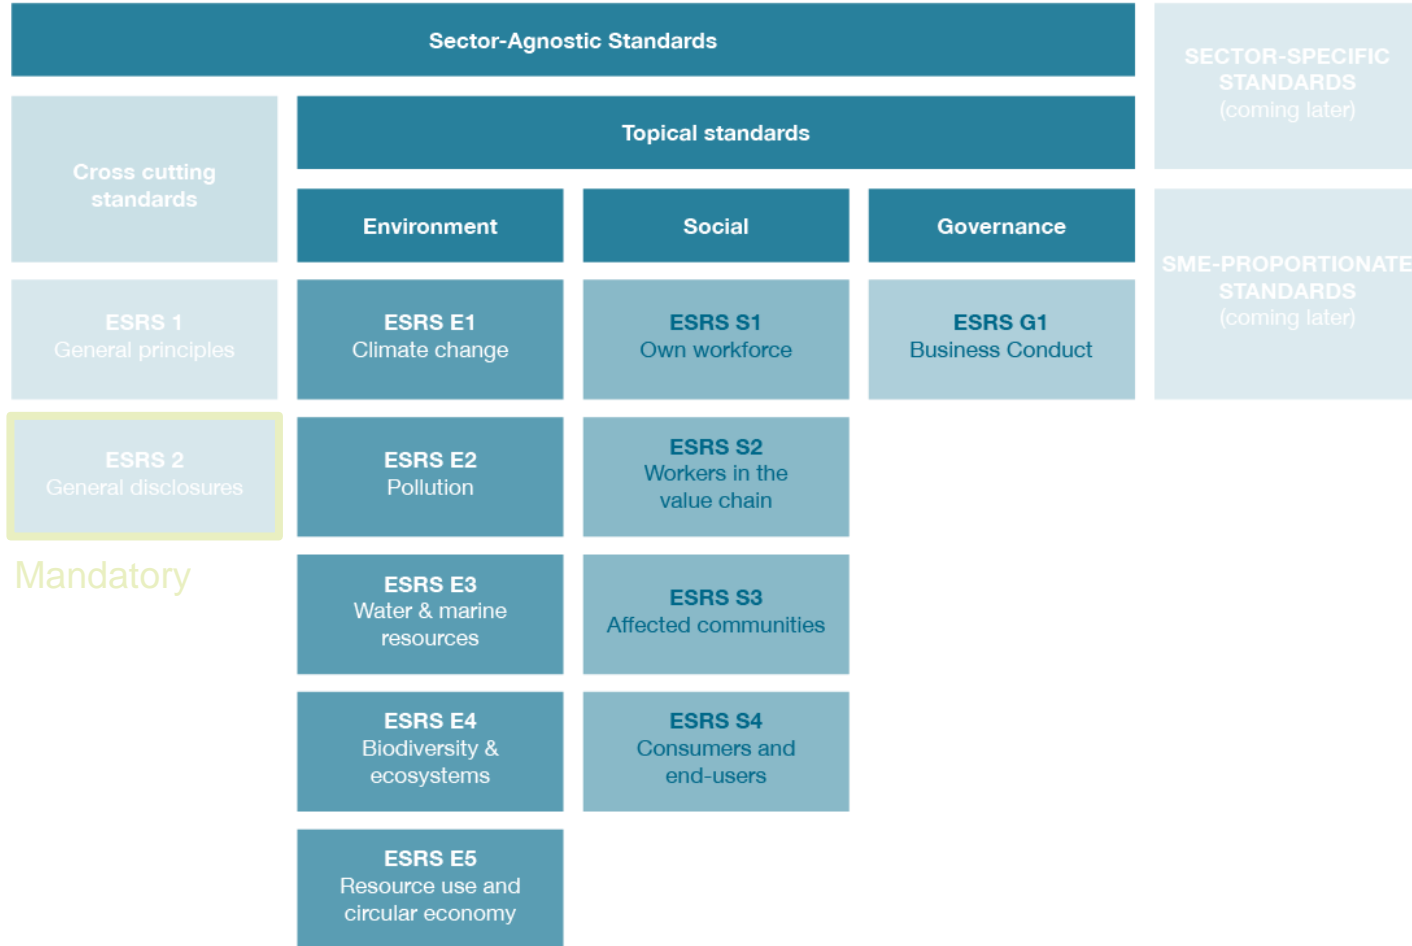 Sector-Agnostic Standards
SECTOR-SPECIFIC
STANDARDS
(coming later)
Cross cutting
standards
Topical standards
Environment
Social
Governance
SME-PROPORTIONATE
STANDARDS
(coming later)
ESRS 1
General principles
ESRS E1
Climate change
ESRS S1
Own workforce
ESRS G1
Business Conduct
ESRS 2
General disclosures
ESRS E2
Pollution
ESRS S2
Workers in the
value chain
Mandatory
ESRS E3
Water & marine
resources
ESRS S3
Affected communities
ESRS E4
Biodiversity &
ecosystems
ESRS S4
Consumers and
end-users
ESRS E5
Resource use and
circular economy